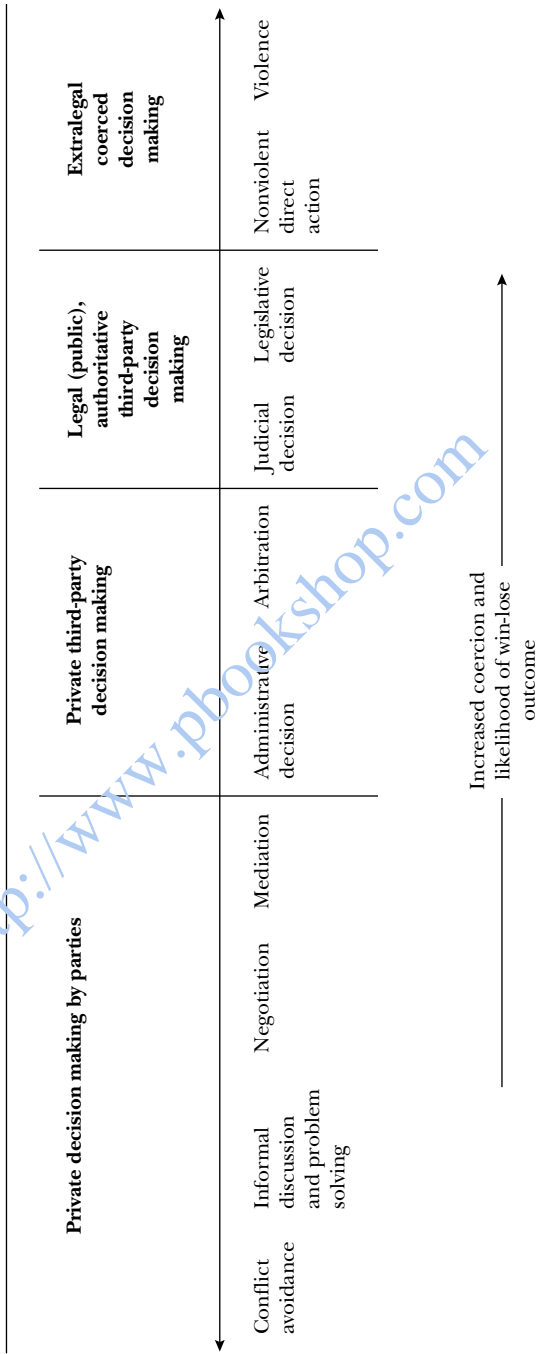 Private decision making by parties
Private third-party
decision making
Legal (public),
authoritative
third-party
decision
making
Extralegal
coerced
decision
making
Conflict
avoidance
Informal
discussion
and problem
solving
Negotiation
Mediation
Administrative
decision
Arbitration
Judicial
decision
Legislative
decision
Nonviolent
direct
action
Violence
Increased coercion and
likelihood of win-lose
outcome
tp://www.pbookshop.com